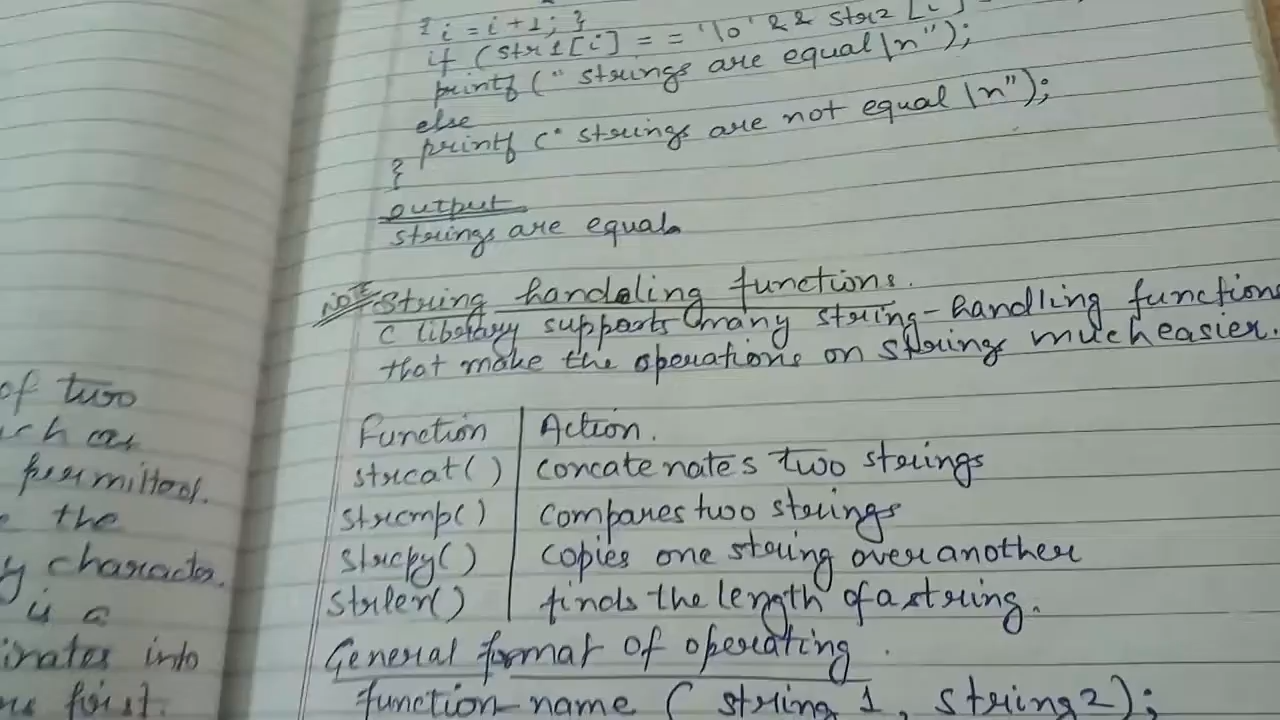 of two
permitted.
the
y character.
is a
into
first.
{ i = i + 1; }
if (str1[i] == '\0' && str2 [i]
printf (" strings are equal \n");
else
printf (" strings are not equal \n");
}
output
strings are equal.
NOTE String handling functions.
C library supports many string-handling functions
that make the operations on strings much easier.
Function | Action.
strcat() | concatenates two strings
strcmp() | compares two strings
strcpy() | copies one string over another
strlen() | finds the length of a string.
General format of operating
function-name ( string 1, string2);